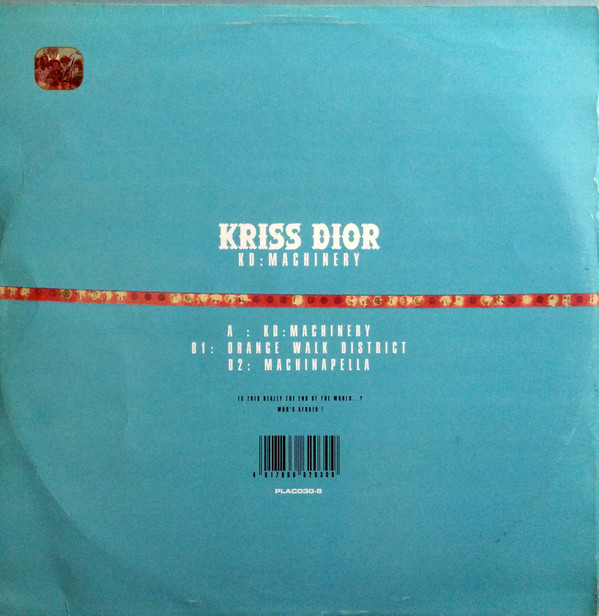 KRISS DIOR
KD:MACHINERY
A : KD:MACHINERY
B1: ORANGE WALK DISTRICT
B2: MACHINAPELLA
IS THIS REALLY THE END OF THE WORLD...?
WHO'S AFRAID !
PLAC030-6